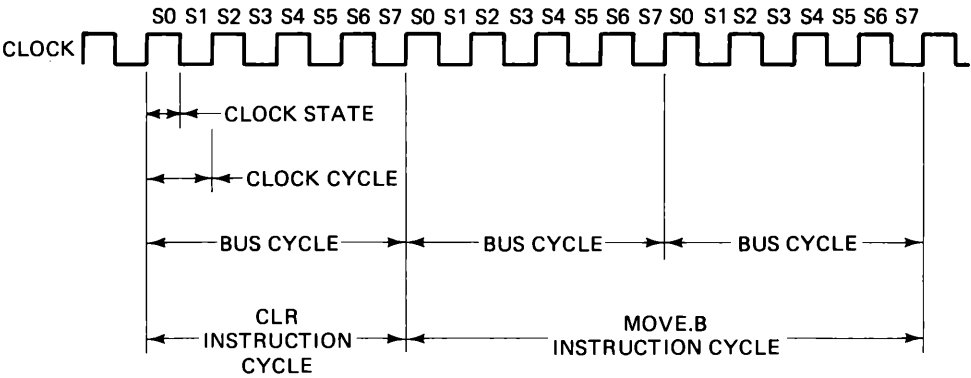 S0 S1 S2 S3 S4 S5 S6 S7 S0 S1 S2 S3 S4 S5 S6 S7 S0 S1 S2 S3 S4 S5 S6 S7
CLOCK
CLOCK STATE
CLOCK CYCLE
BUS CYCLE BUS CYCLE BUS CYCLE
CLR
INSTRUCTION
CYCLE
MOVE.B
INSTRUCTION CYCLE